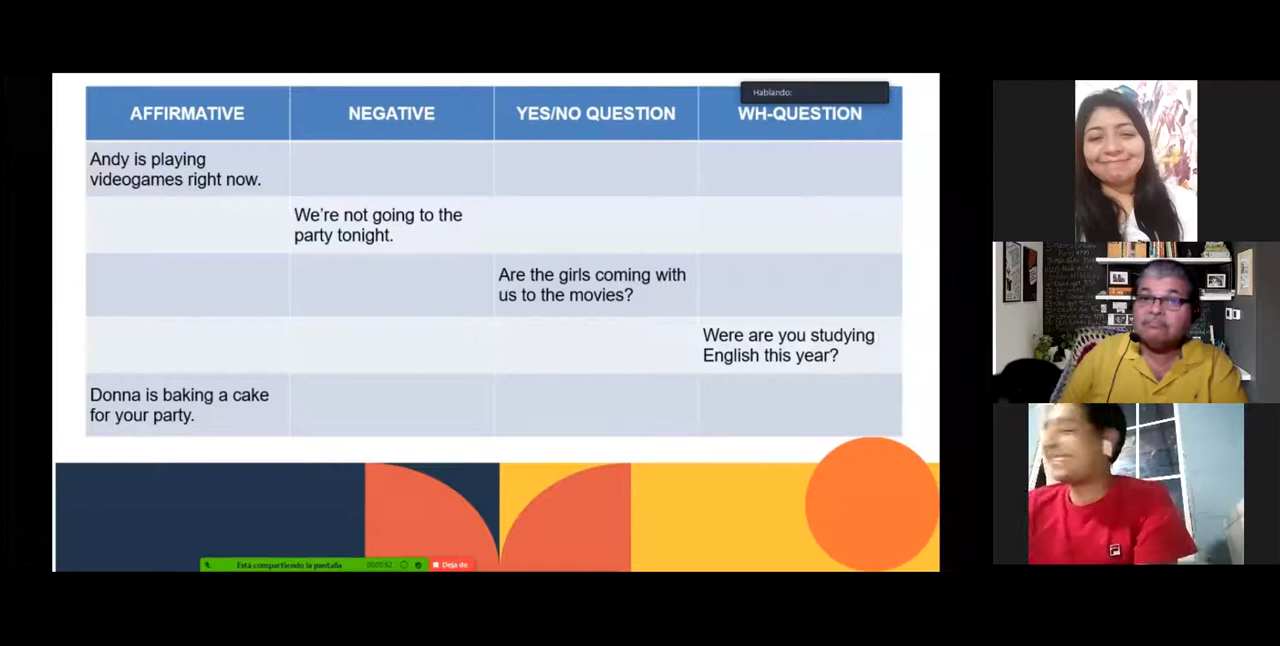 Hablando:
AFFIRMATIVE NEGATIVE YES/NO QUESTION WH-QUESTION
Andy is playing
videogames right now.
We're not going to the
party tonight.
Are the girls coming with
us to the movies?
Were are you studying
English this year?
Donna is baking a cake
for your party.
Está compartiendo la pantalla
Deja de